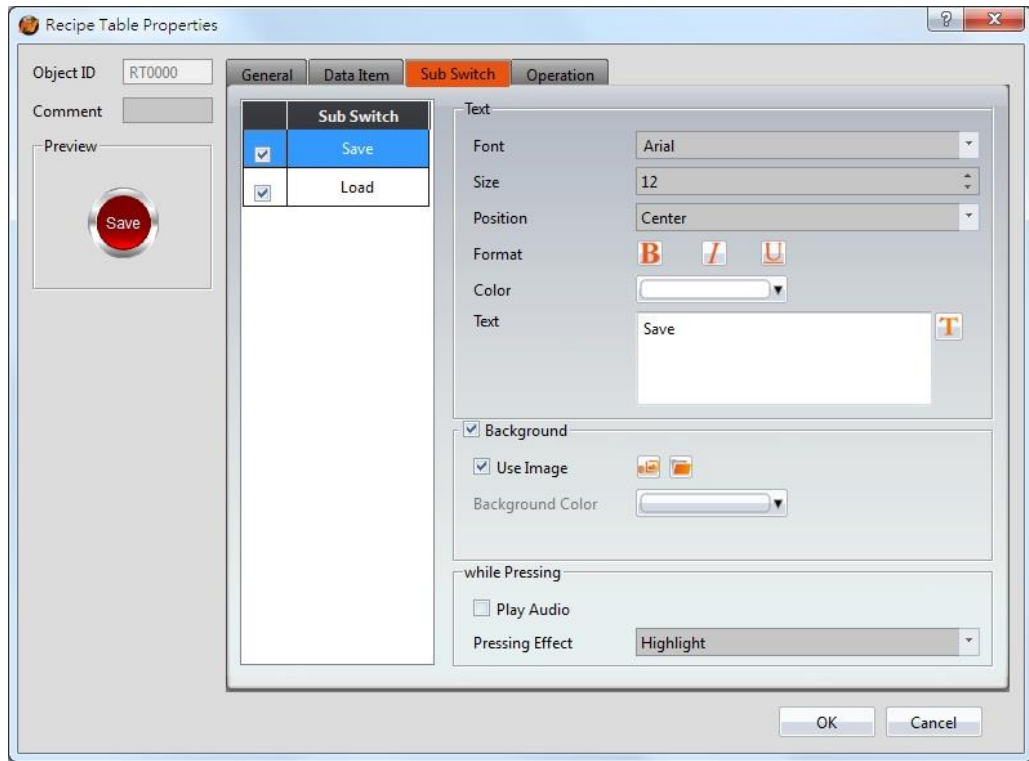 Recipe Table Properties
Object ID RT0000
Comment
Preview
Save
General Data Item Sub Switch Operation
Sub Switch
Save
Load
Text
Font Arial
Size 12
Position Center
Format B I U
Color
Text Save T
Background
Use Image
Background Color
while Pressing
Play Audio
Pressing Effect Highlight
OK Cancel